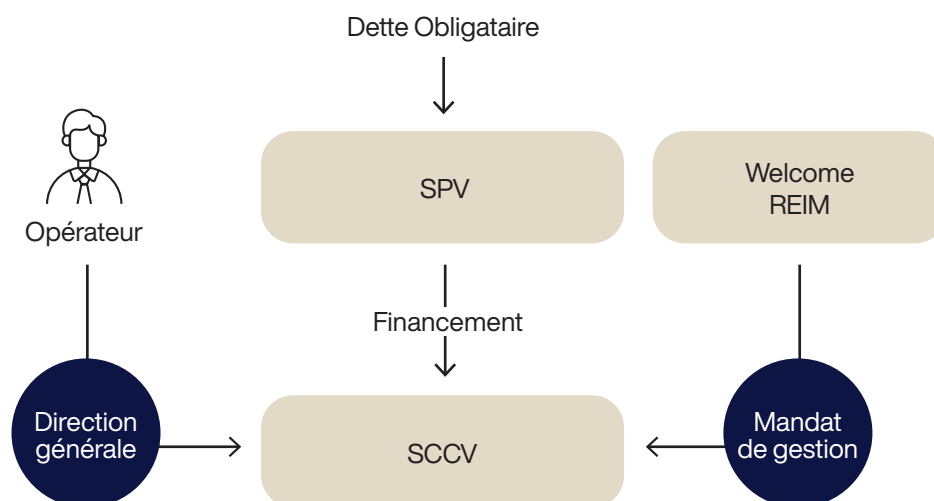 Dette Obligataire
SPV
Welcome
REIM
Opérateur
Financement
Direction
générale
SCCV
Mandat
de gestion